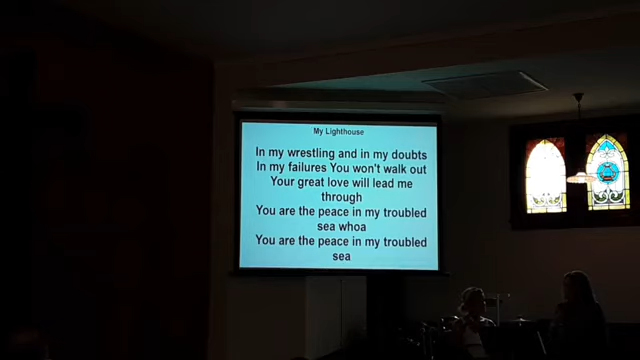 My Lighthouse
In my wrestling and in my doubts
In my failures You won't walk out
Your great love will lead me
through
You are the peace in my troubled
sea whoa
You are the peace in my troubled
sea